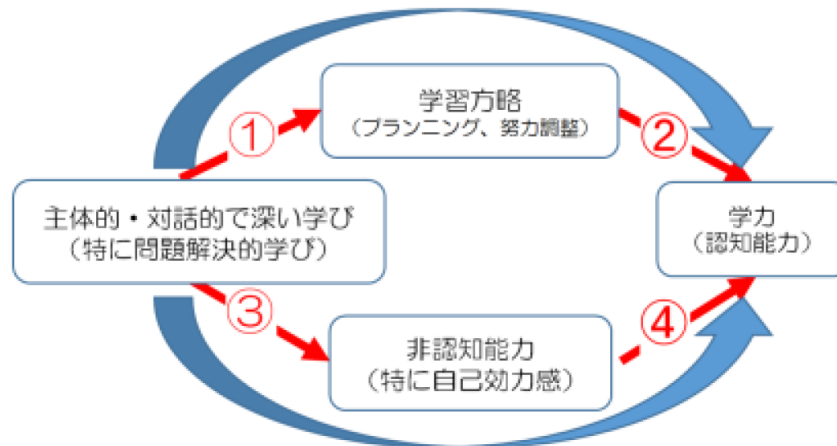 学習方略
（プランニング、努力調整）
①
②
主体的・対話的で深い学び
（特に問題解決的学び）
学力
（認知能力）
③
④
非認知能力
（特に自己効力感）